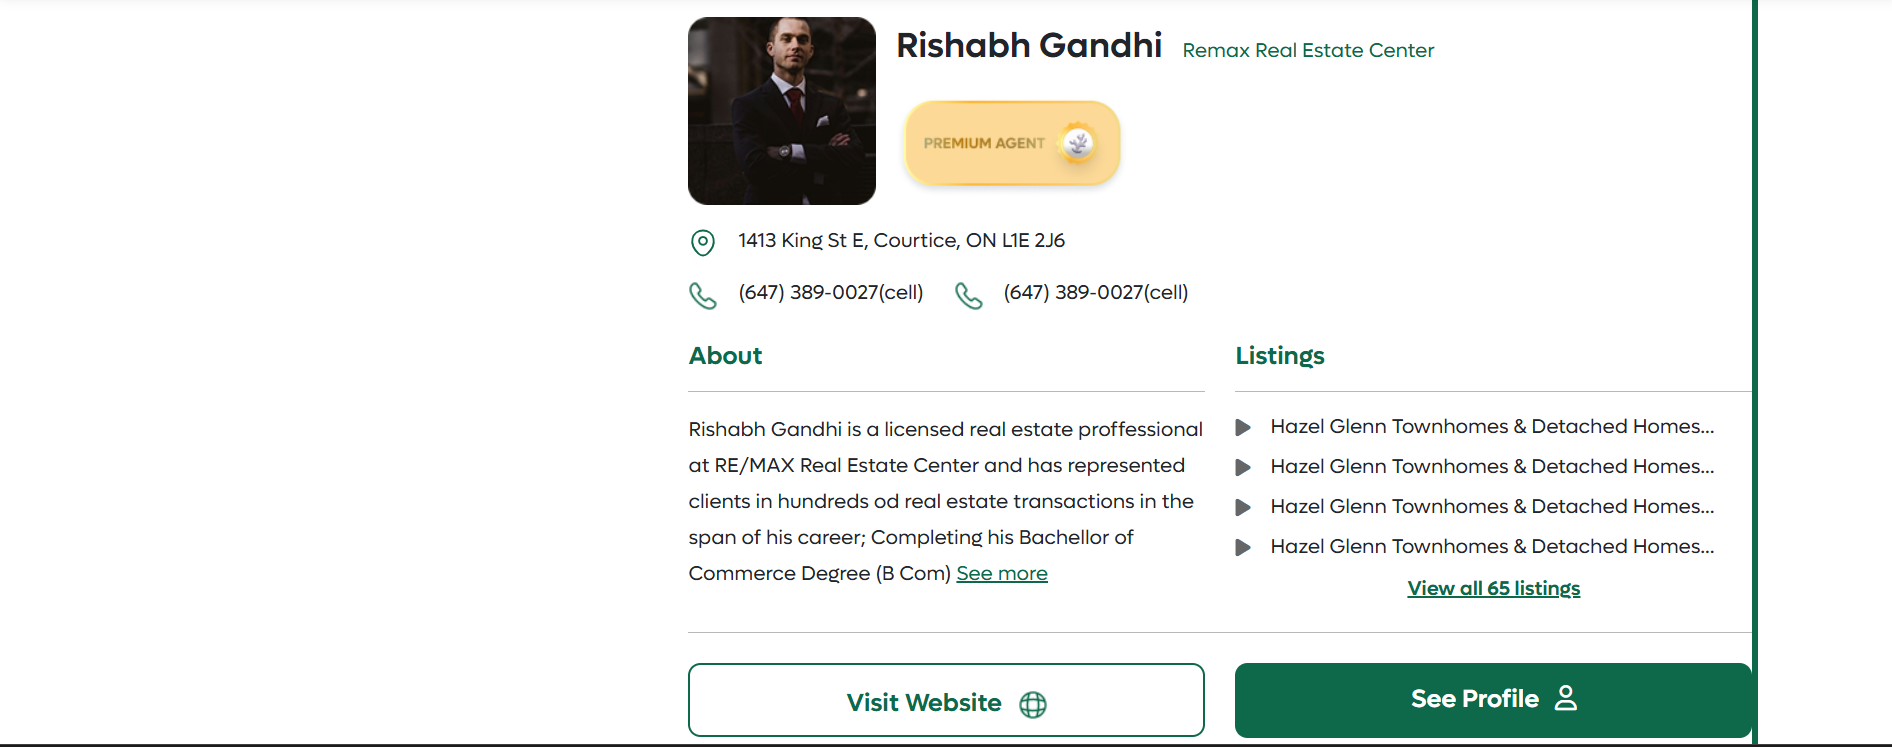 Rishabh Gandhi Remax Real Estate Center
PREMIUM AGENT
1413 King St E, Courtice, ON L1E 2J6
(647) 389-0027(cell) (647) 389-0027(cell)
About
Rishabh Gandhi is a licensed real estate proffessional
at RE/MAX Real Estate Center and has represented
clients in hundreds od real estate transactions in the
span of his career; Completing his Bachellor of
Commerce Degree (B Com) See more
Listings
Hazel Glenn Townhomes & Detached Homes...
Hazel Glenn Townhomes & Detached Homes...
Hazel Glenn Townhomes & Detached Homes...
Hazel Glenn Townhomes & Detached Homes...
View all 65 listings
Visit Website
See Profile